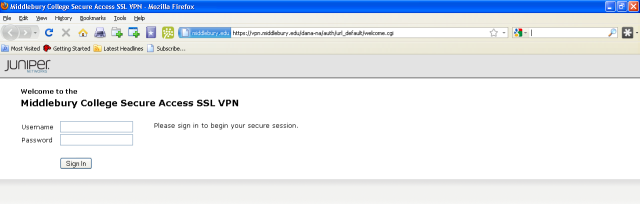 Middlebury College Secure Access SSL VPN - Mozilla Firefox
File Edit View History Bookmarks Tools Help
middlebury.edu https://vpn.middlebury.edu/dana-na/auth/url_default/welcome.cgi
Most Visited Getting Started Latest Headlines Subscribe...
JUNIPER
NETWORKS
Welcome to the
Middlebury College Secure Access SSL VPN
Username Please sign in to begin your secure session.
Password
Sign In